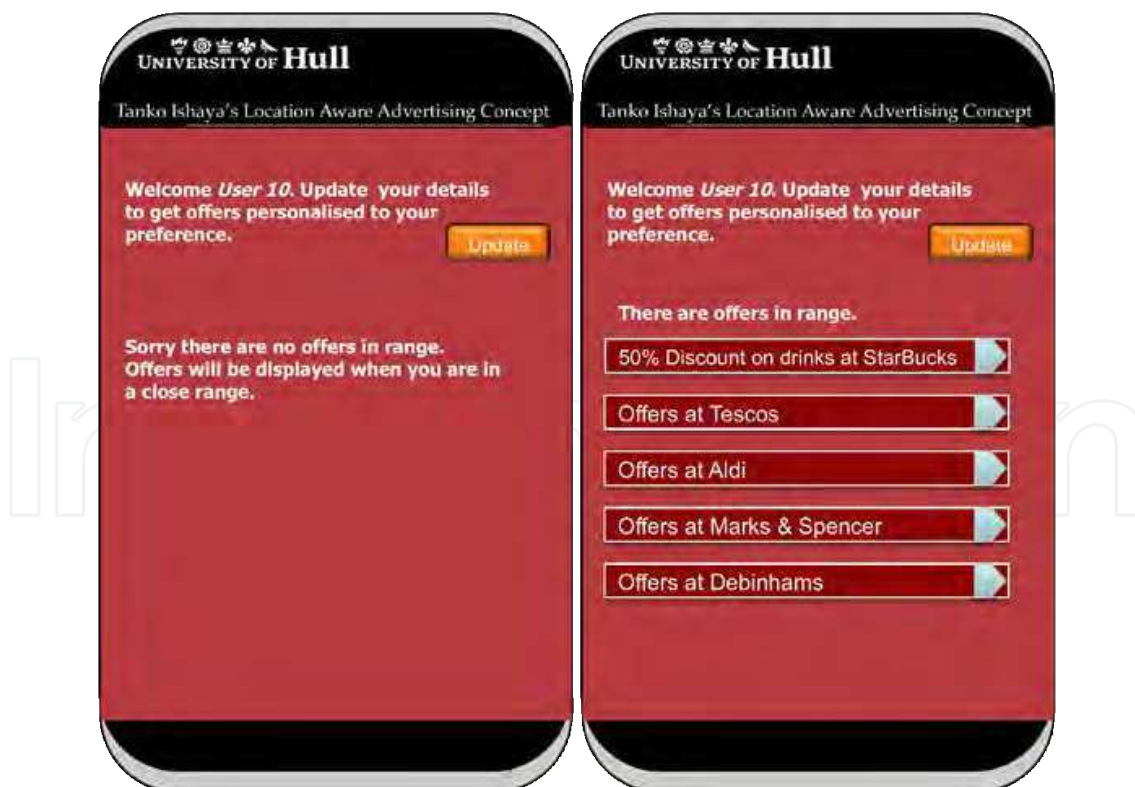 UNIVERSITY OF Hull
Tanko Ishaya's Location Aware Advertising Concept
Welcome User 10. Update your details
to get offers personalised to your
preference.
Update
Sorry there are no offers in range.
Offers will be displayed when you are in
a close range.
UNIVERSITY OF Hull
Tanko Ishaya's Location Aware Advertising Concept
Welcome User 10. Update your details
to get offers personalised to your
preference.
Update
There are offers in range.
50% Discount on drinks at StarBucks
Offers at Tescos
Offers at Aldi
Offers at Marks & Spencer
Offers at Debinhams